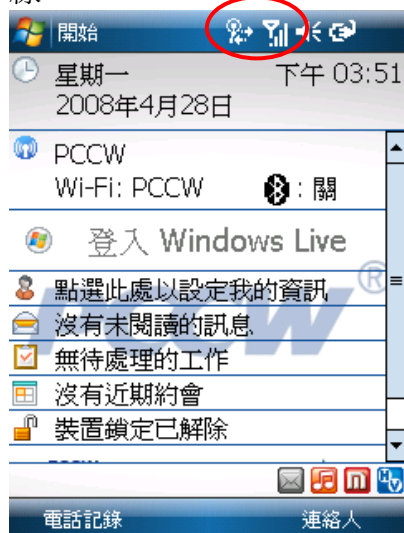 開始
星期一 下午 03:51
2008年4月28日
PCCW
Wi-Fi: PCCW : 關
登入 Windows Live
點選此處以設定我的資訊
沒有未閱讀的訊息
無待處理的工作
沒有近期約會
裝置鎖定已解除
PCCW®
電話記錄 連絡人